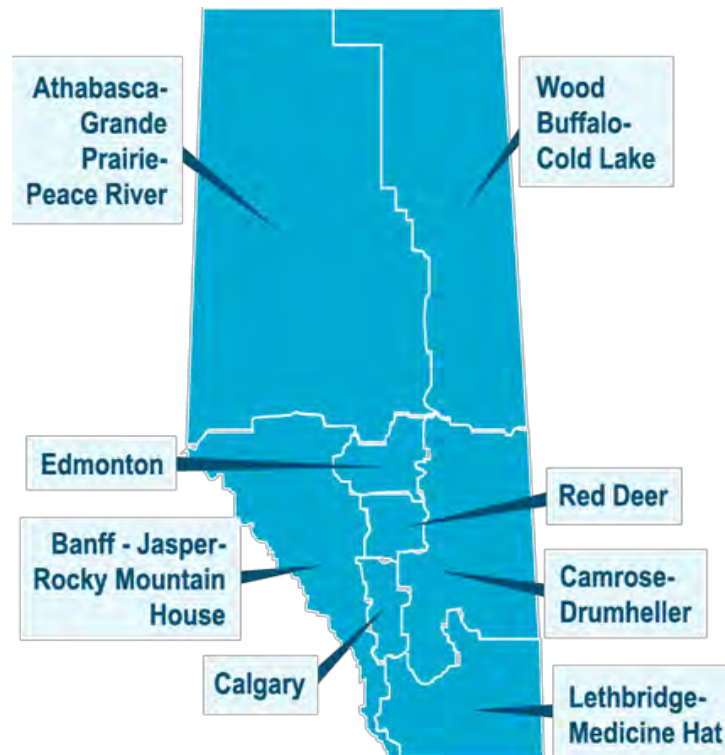 Athabasca-
Grande
Prairie-
Peace River
Wood
Buffalo-
Cold Lake
Edmonton
Red Deer
Banff - Jasper-
Rocky Mountain
House
Camrose-
Drumheller
Calgary
Lethbridge-
Medicine Hat